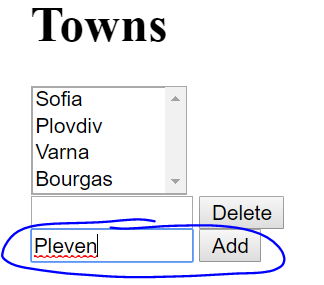 Towns
Sofia
Plovdiv
Varna
Bourgas
Delete
Pleven Add